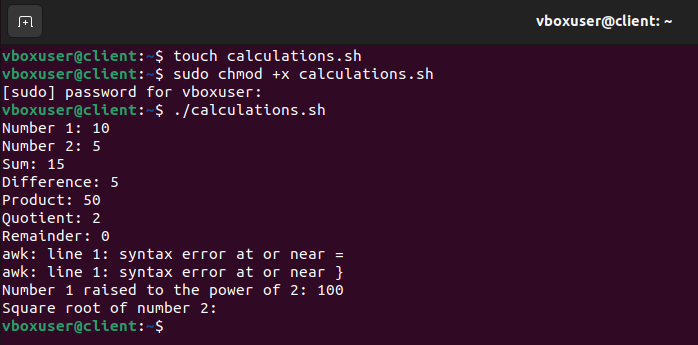 vboxuser@client: ~
vboxuser@client:~$ touch calculations.sh
vboxuser@client:~$ sudo chmod +x calculations.sh
[sudo] password for vboxuser:
vboxuser@client:~$ ./calculations.sh
Number 1: 10
Number 2: 5
Sum: 15
Difference: 5
Product: 50
Quotient: 2
Remainder: 0
awk: line 1: syntax error at or near =
awk: line 1: syntax error at or near }
Number 1 raised to the power of 2: 100
Square root of number 2:
vboxuser@client:~$